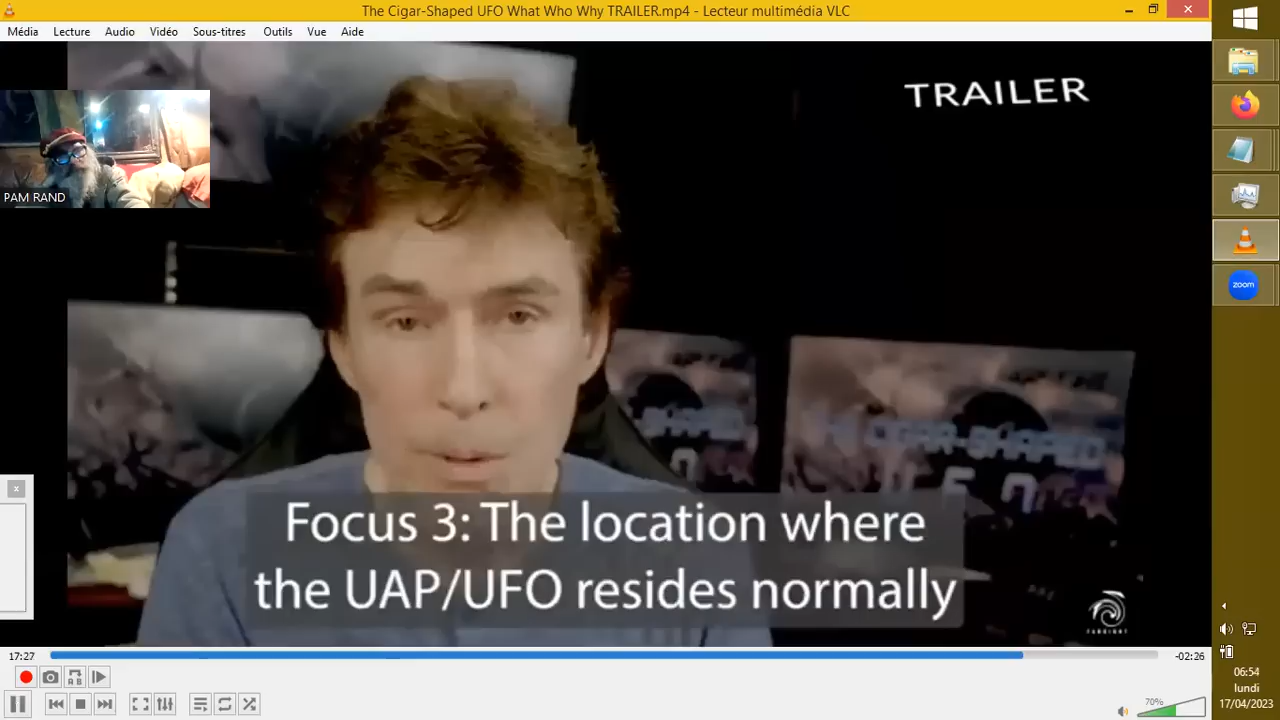 The Cigar-Shaped UFO What Who Why TRAILER.mp4 - Lecteur multimédia VLC
Média Lecture Audio Vidéo Sous-titres Outils Vue Aide
TRAILER
PAM RAND
zoom
Focus 3: The location where
the UAP/UFO resides normally
FARSIGHT
17:27
-02:26
06:54
lundi
17/04/2023
70%